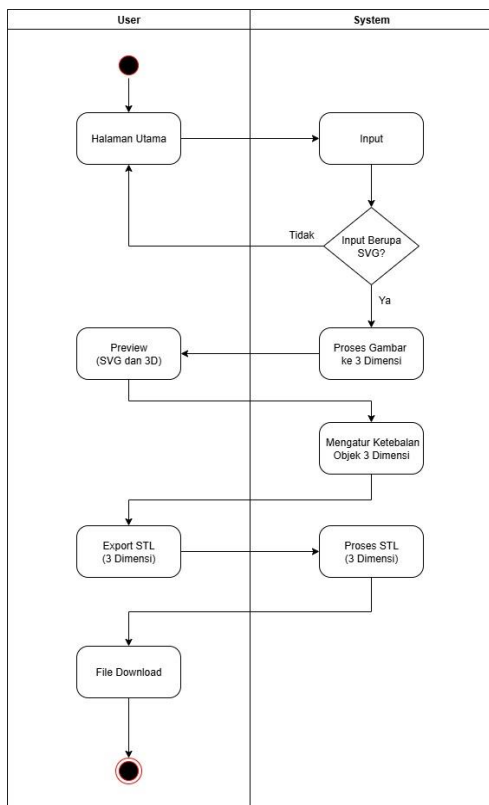 User
System
Halaman Utama
Input
Tidak
Input Berupa
SVG?
Ya
Preview
(SVG dan 3D)
Proses Gambar
ke 3 Dimensi
Mengatur Ketebalan
Objek 3 Dimensi
Export STL
(3 Dimensi)
Proses STL
(3 Dimensi)
File Download